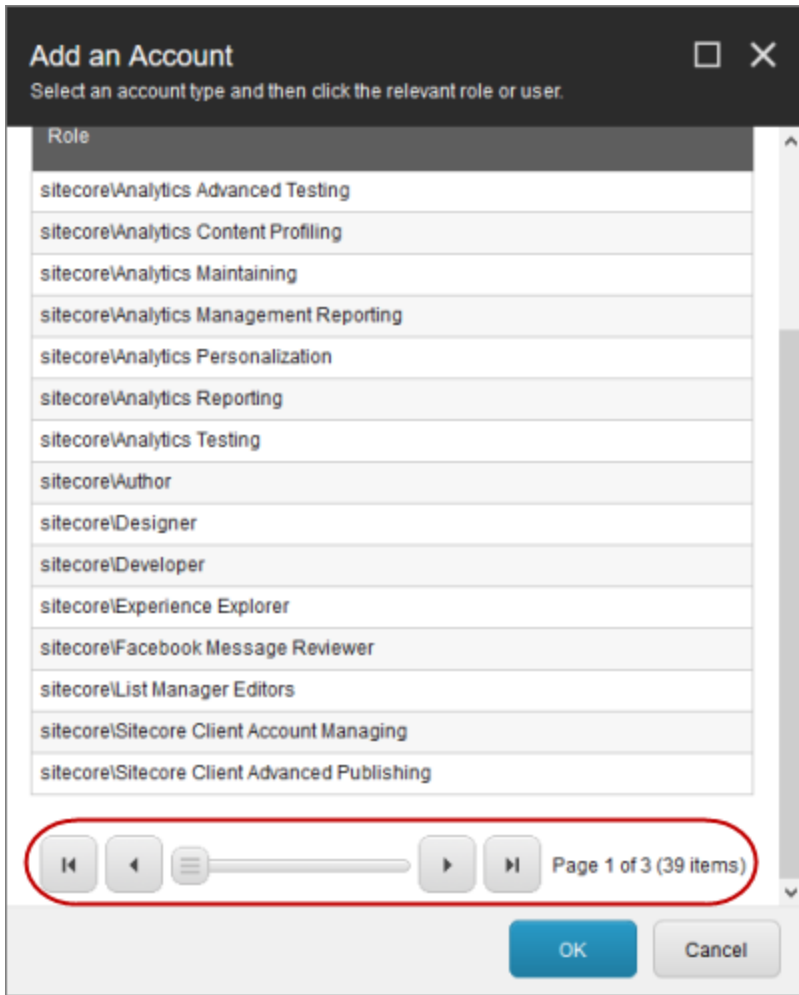 Add an Account
Select an account type and then click the relevant role or user.
Role
sitecore\Analytics Advanced Testing
sitecore\Analytics Content Profiling
sitecore\Analytics Maintaining
sitecore\Analytics Management Reporting
sitecore\Analytics Personalization
sitecore\Analytics Reporting
sitecore\Analytics Testing
sitecore\Author
sitecore\Designer
sitecore\Developer
sitecore\Experience Explorer
sitecore\Facebook Message Reviewer
sitecore\List Manager Editors
sitecore\Sitecore Client Account Managing
sitecore\Sitecore Client Advanced Publishing
Page 1 of 3 (39 items)
OK Cancel